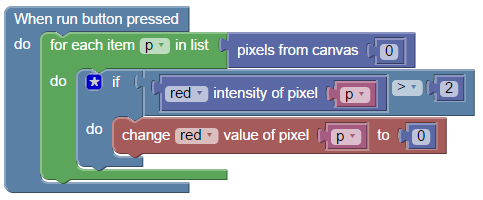 When run button pressed
do for each item p in list pixels from canvas 0
do if red intensity of pixel p > 2
do change red value of pixel p to 0